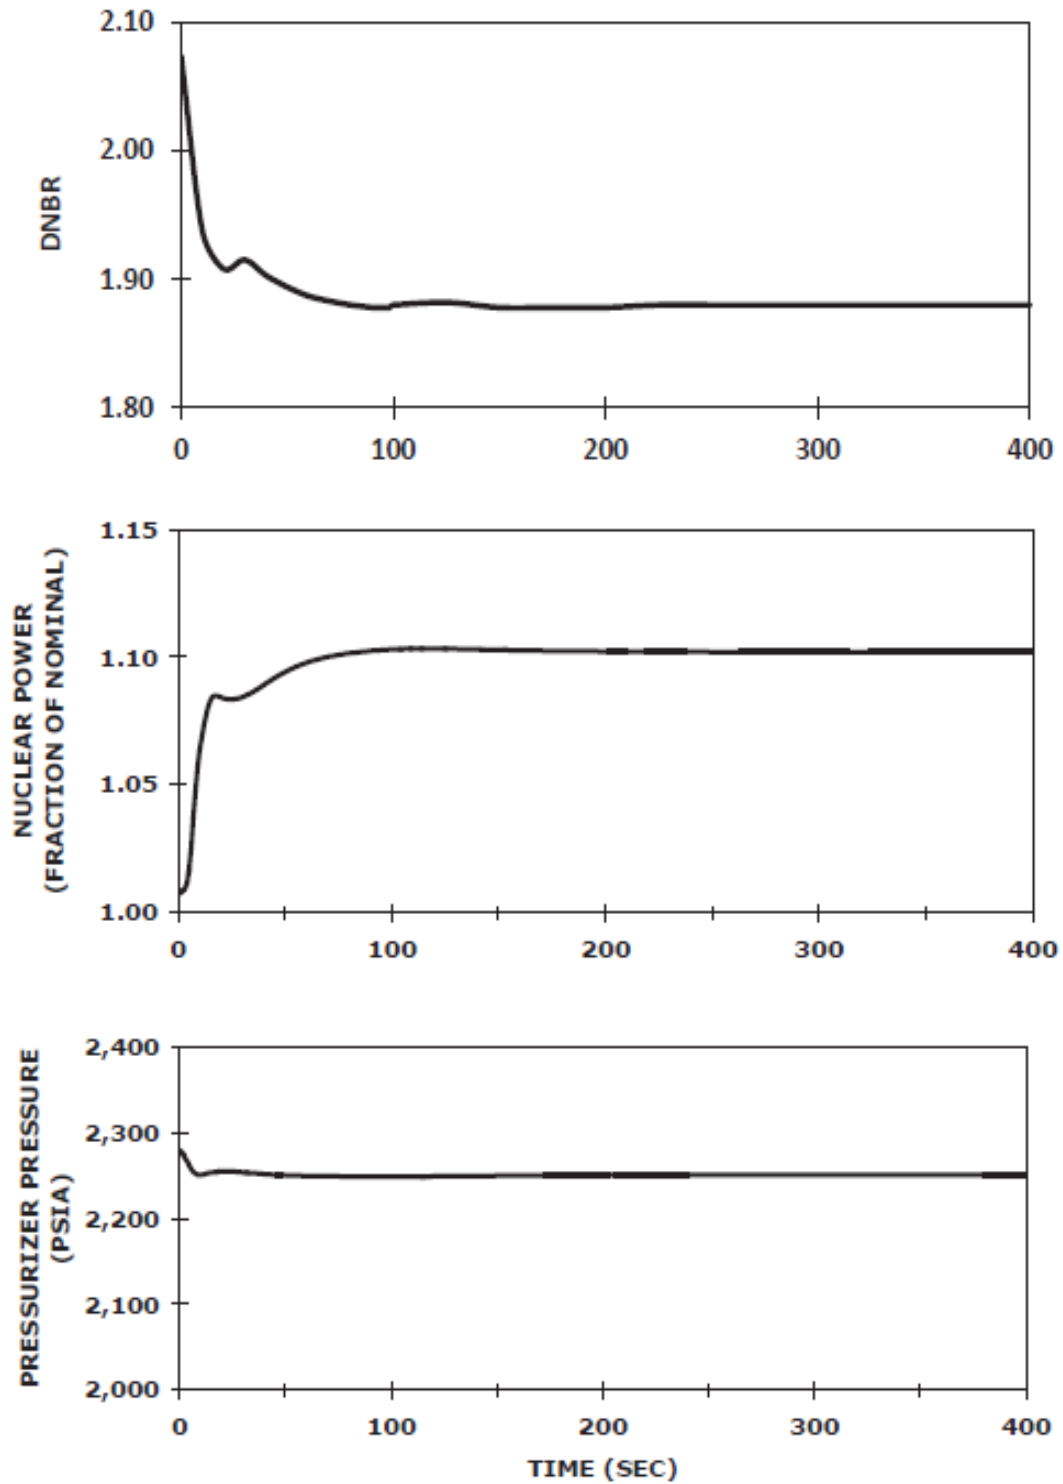 2.10
2.00
1.90
1.80
DNBR
0 100 200 300 400
1.15
1.10
1.05
1.00
NUCLEAR POWER
(FRACTION OF NOMINAL)
0 100 200 300 400
2,400
2,300
2,200
2,100
2,000
PRESSURIZER PRESSURE
(PSIA)
0 100 200 300 400
TIME (SEC)